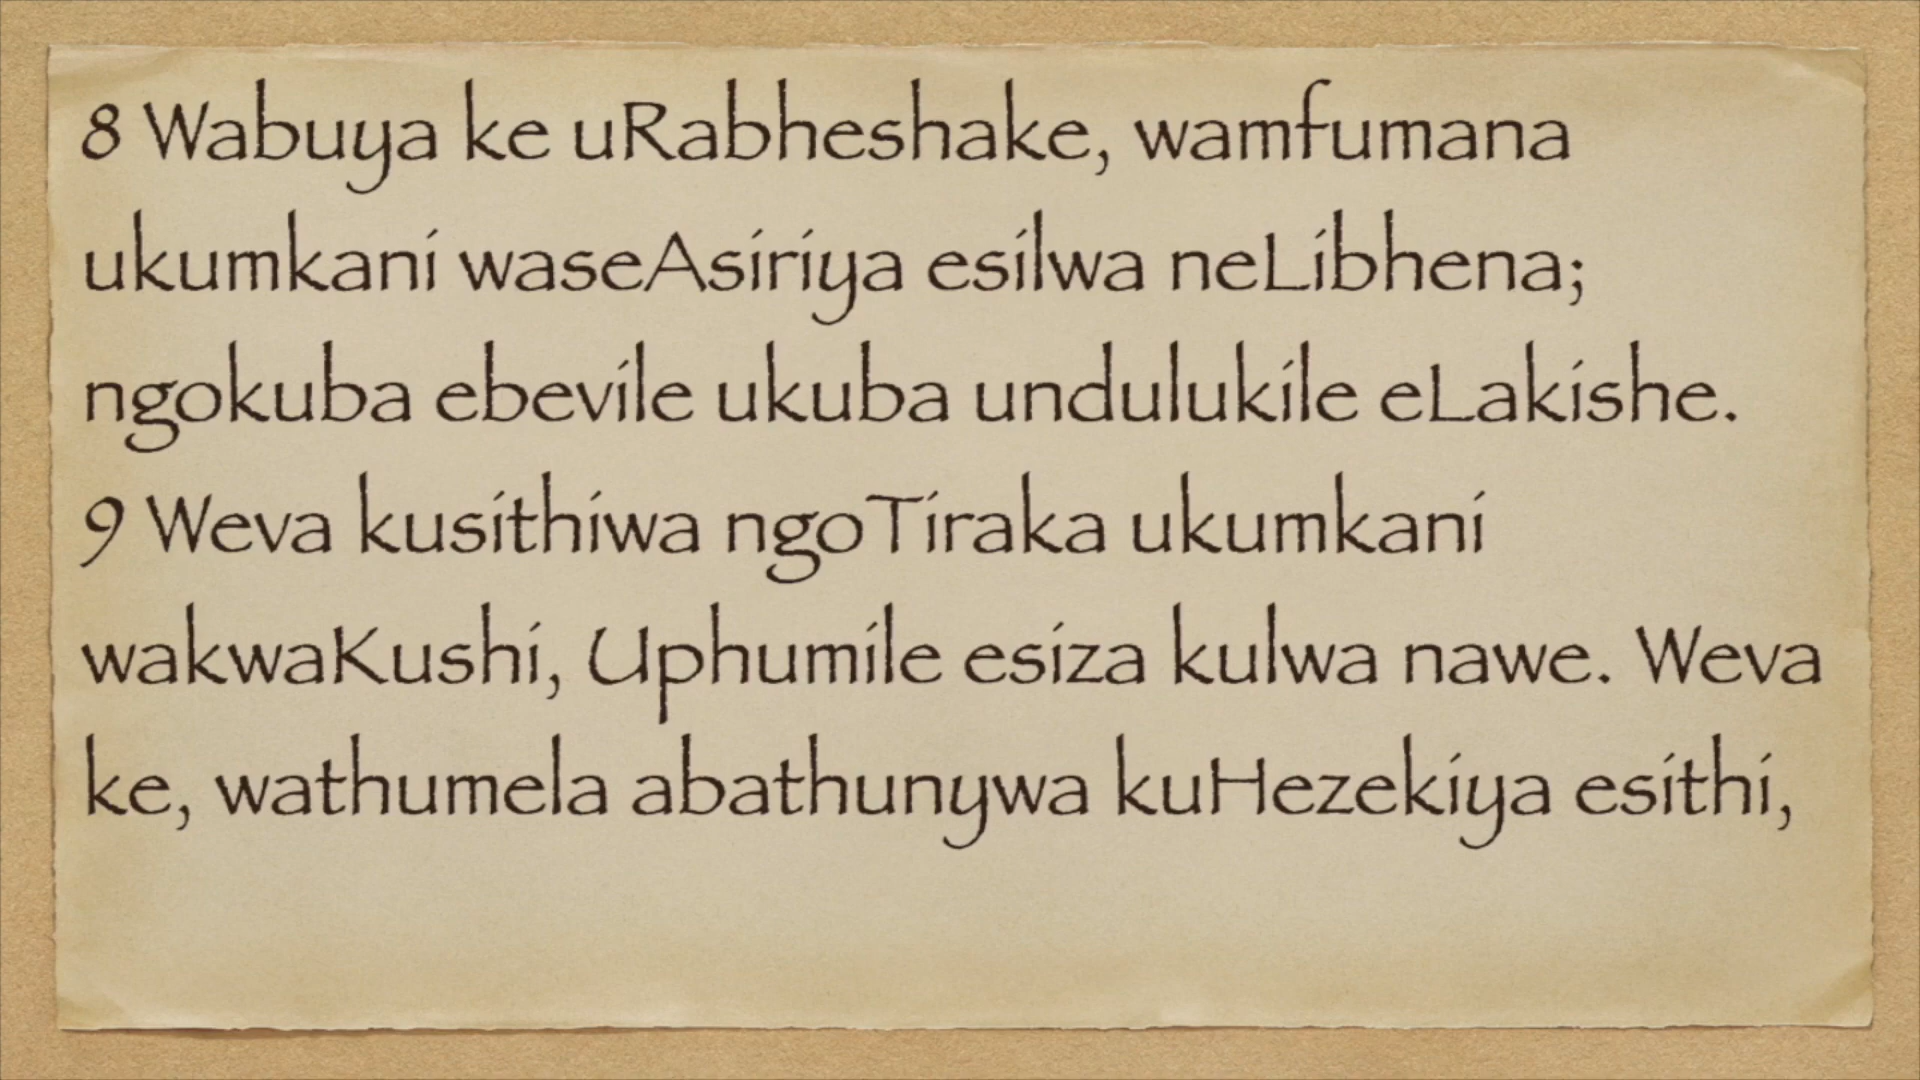 8 Wabuya ke uRabheshake, wamfumana
ukumkani waseAsiriya esilwa neLibhena;
ngokuba ebevile ukuba undulukile eLakishe.
9 Weva kusithiwa ngoTiraka ukumkani
wakwaKushi, Uphumile esiza kulwa nawe. Weva
ke, wathumela abathunywa kuHezekiya esithi,